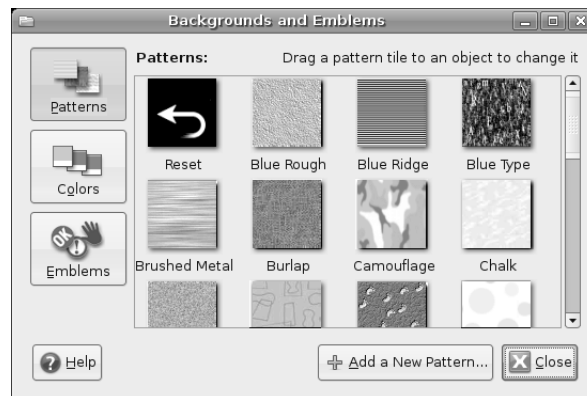 Backgrounds and Emblems
Patterns: Drag a pattern tile to an object to change it
Patterns
Reset Blue Rough Blue Ridge Blue Type
Colors
Brushed Metal Burlap Camouflage Chalk
OK
!
Emblems
? Help
Add a New Pattern... Close